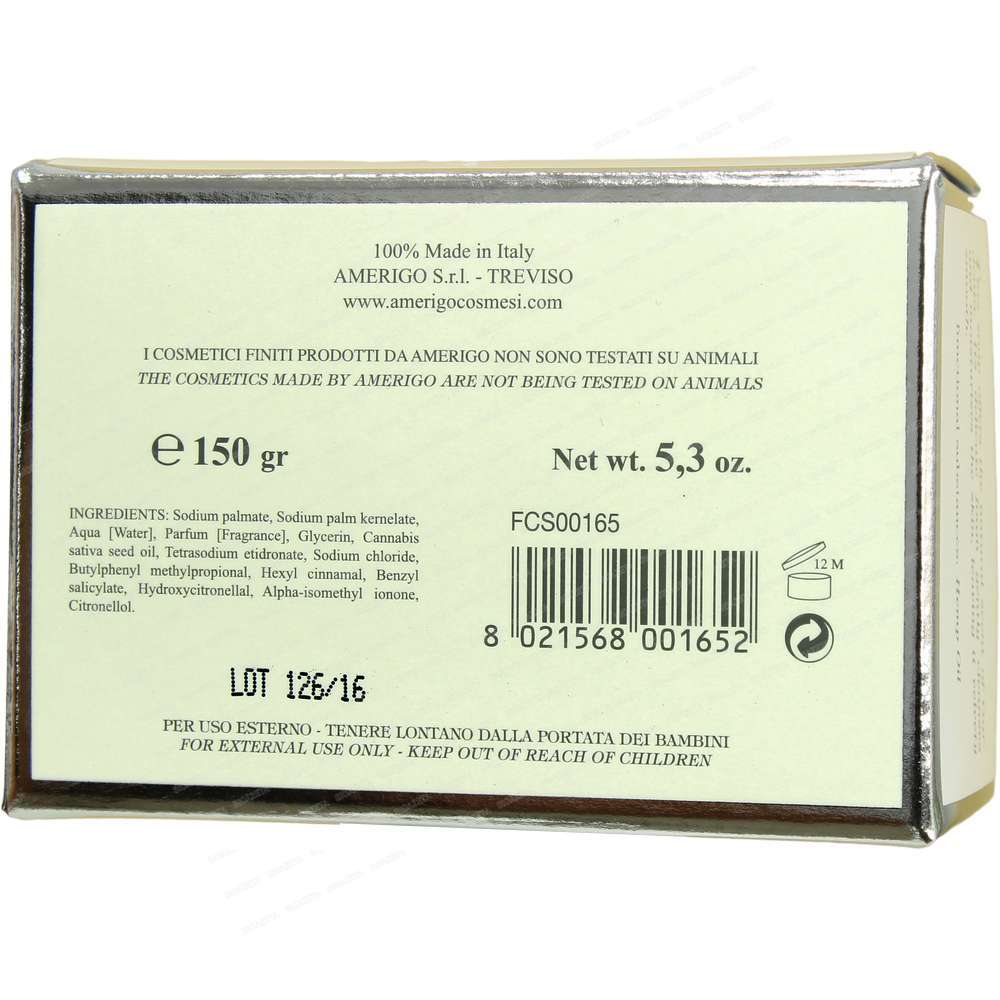 100% Made in Italy
AMERIGO S.r.l. - TREVISO
www.amerigocosmesi.com
I COSMETICI FINITI PRODOTTI DA AMERIGO NON SONO TESTATI SU ANIMALI
THE COSMETICS MADE BY AMERIGO ARE NOT BEING TESTED ON ANIMALS
℮ 150 gr
Net wt. 5,3 oz.
INGREDIENTS: Sodium palmate, Sodium palm kernelate,
Aqua [Water], Parfum [Fragrance], Glycerin, Cannabis
sativa seed oil, Tetrasodium etidronate, Sodium chloride,
Butylphenyl methylpropional, Hexyl cinnamal, Benzyl
salicylate, Hydroxycitronellal, Alpha-isomethyl ionone,
Citronellol.
FCS00165
12 M
8 021568 001652
LOT 126/16
PER USO ESTERNO - TENERE LONTANO DALLA PORTATA DEI BAMBINI
FOR EXTERNAL USE ONLY - KEEP OUT OF REACH OF CHILDREN